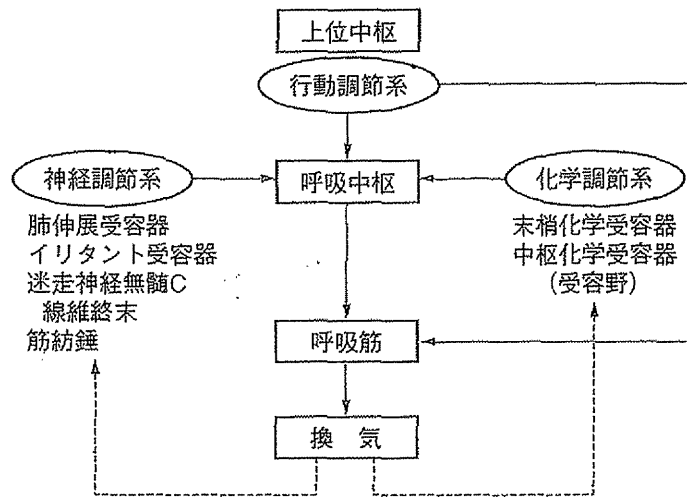 上位中枢
行動調節系
神経調節系
呼吸中枢
化学調節系
肺伸展受容器
イリタント受容器
迷走神経無髄C
線維終末
筋紡錘
末梢化学受容器
中枢化学受容器
(受容野)
呼吸筋
換 気